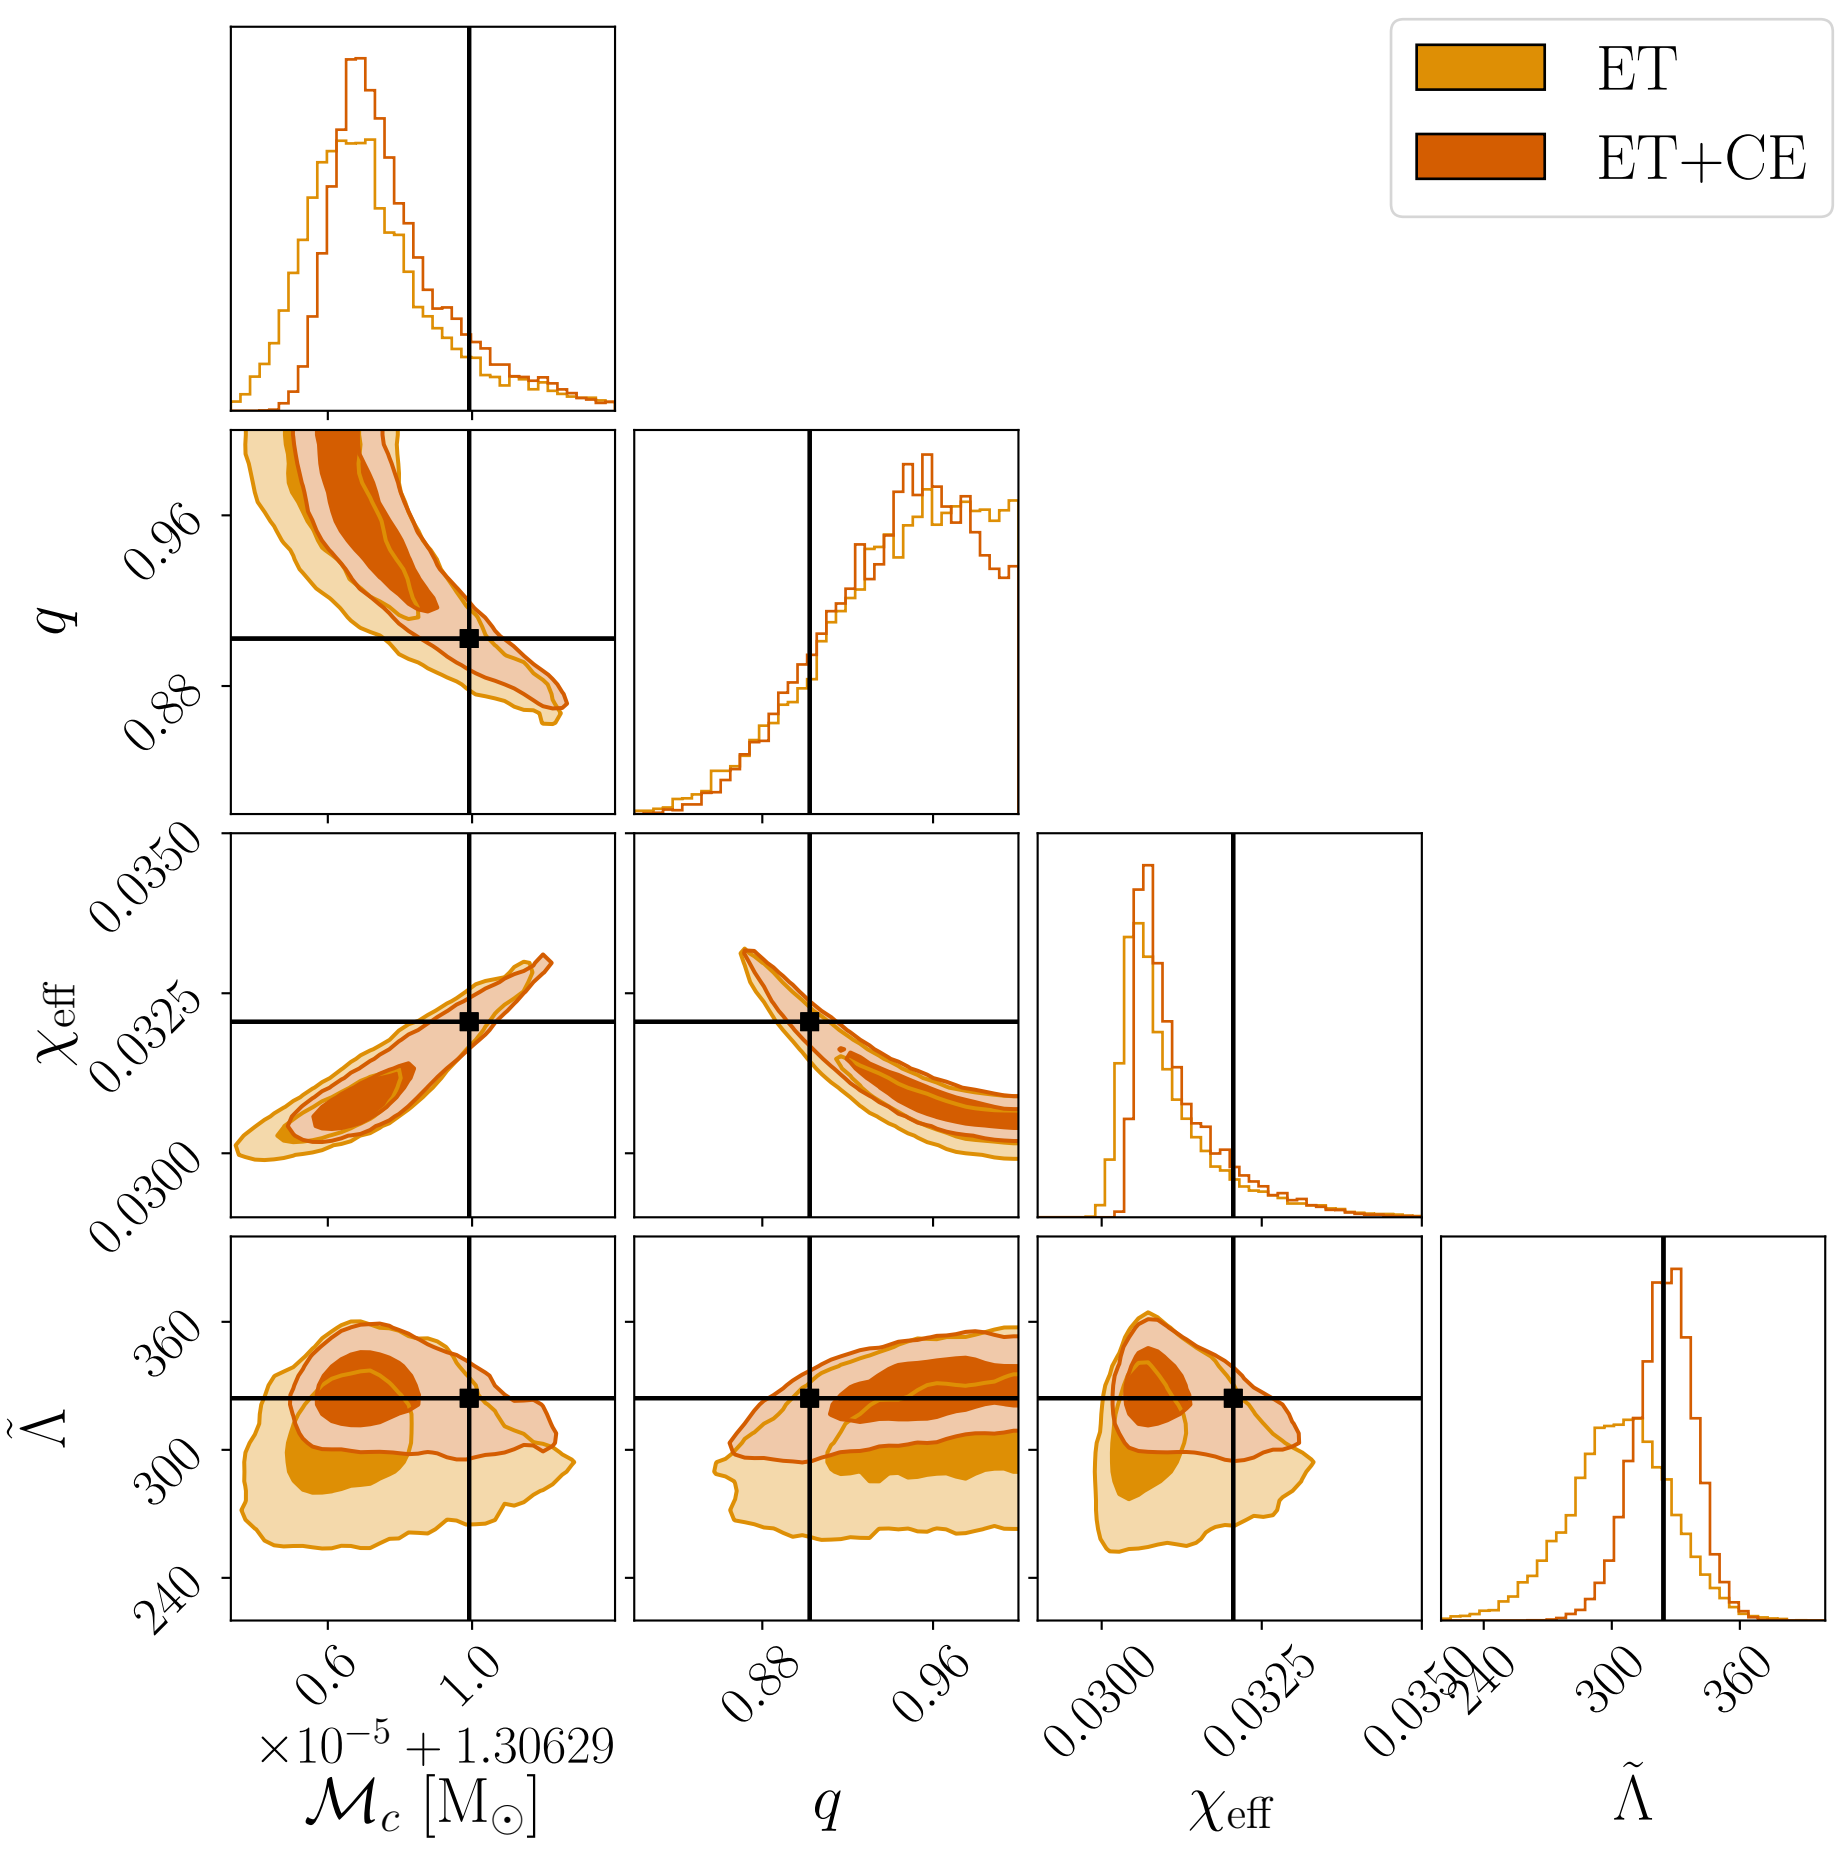 ET
ET+CE
0.96
0.88
q
0.0350
0.0325
0.0300
χeff
360
300
240
Λ̃
0.6 1.0
×10⁻⁵ + 1.30629
ℳc [M⊙]
0.88 0.96
q
0.0300 0.0325 0.0350
χeff
240 300 360
Λ̃